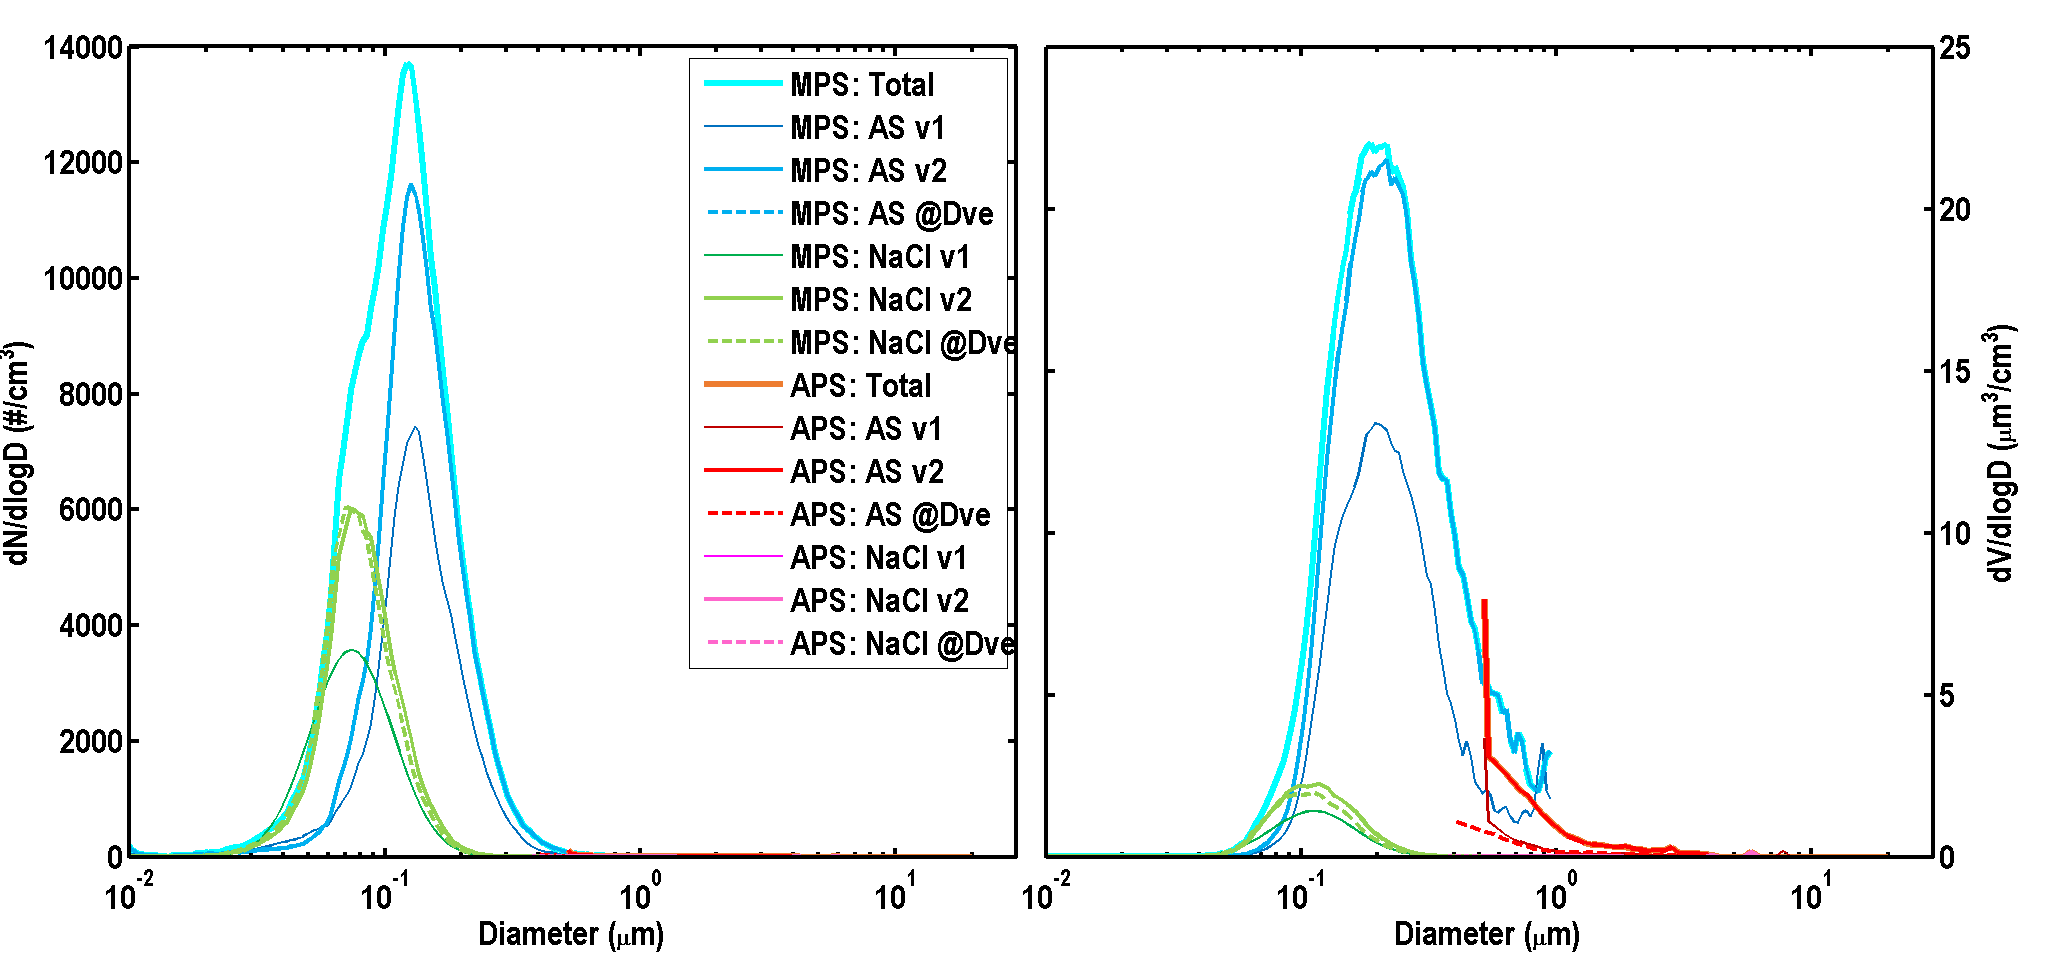 14000
12000
10000
8000
6000
4000
2000
0
dN/dlogD (#/cm³)
10⁻² 10⁻¹ 10⁰ 10¹
Diameter (μm)
MPS: Total
MPS: AS v1
MPS: AS v2
MPS: AS @Dve
MPS: NaCl v1
MPS: NaCl v2
MPS: NaCl @Dve
APS: Total
APS: AS v1
APS: AS v2
APS: AS @Dve
APS: NaCl v1
APS: NaCl v2
APS: NaCl @Dve
25
20
15
10
5
0
dV/dlogD (μm³/cm³)
10⁻² 10⁻¹ 10⁰ 10¹
Diameter (μm)